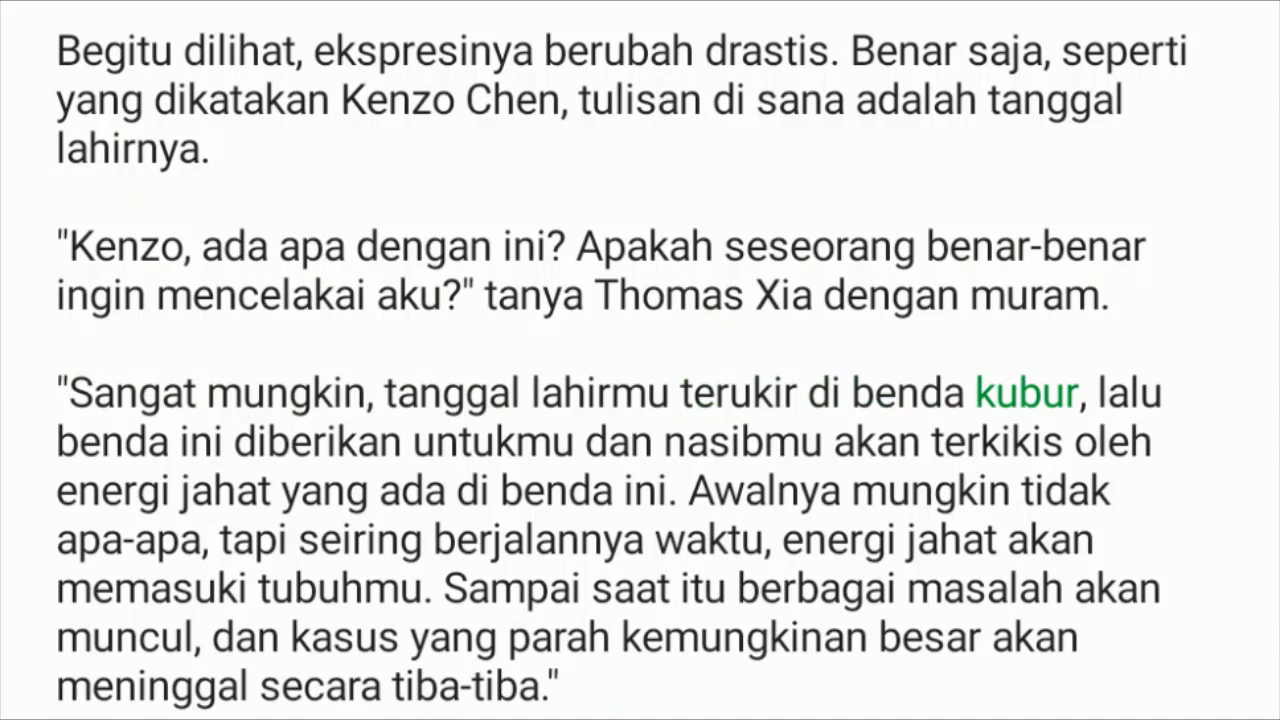 Begitu dilihat, ekspresinya berubah drastis. Benar saja, seperti
yang dikatakan Kenzo Chen, tulisan di sana adalah tanggal
lahirnya.
"Kenzo, ada apa dengan ini? Apakah seseorang benar-benar
ingin mencelakai aku?" tanya Thomas Xia dengan muram.
"Sangat mungkin, tanggal lahirmu terukir di benda kubur, lalu
benda ini diberikan untukmu dan nasibmu akan terkikis oleh
energi jahat yang ada di benda ini. Awalnya mungkin tidak
apa-apa, tapi seiring berjalannya waktu, energi jahat akan
memasuki tubuhmu. Sampai saat itu berbagai masalah akan
muncul, dan kasus yang parah kemungkinan besar akan
meninggal secara tiba-tiba."